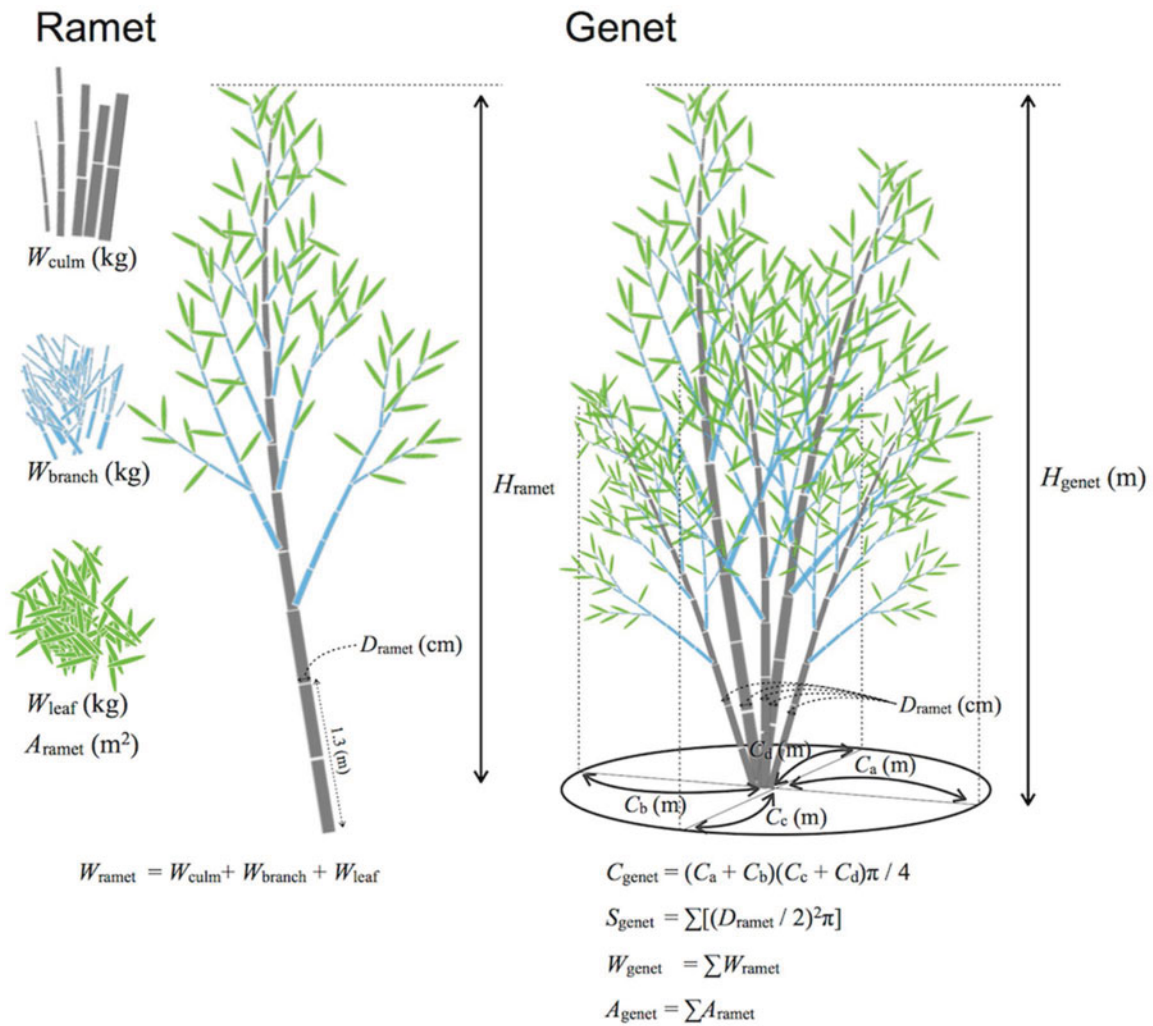 Ramet
Genet
W_culm (kg)
W_branch (kg)
W_leaf (kg)
A_ramet (m²)
D_ramet (cm)
1.3 (m)
H_ramet
H_genet (m)
D_ramet (cm)
C_d (m)
C_a (m)
C_b (m)
C_c (m)
W_ramet = W_culm + W_branch + W_leaf
C_genet = (C_a + C_b)(C_c + C_d)π / 4
S_genet = ∑[(D_ramet / 2)²π]
W_genet = ∑W_ramet
A_genet = ∑A_ramet